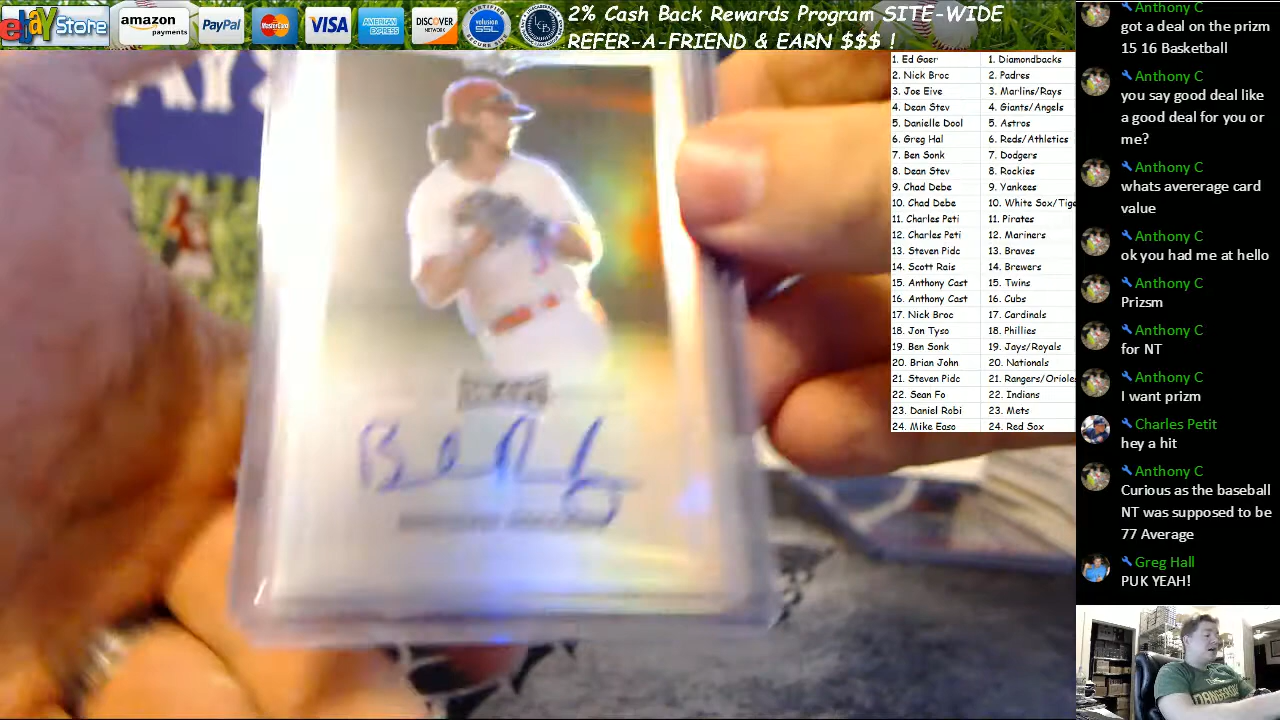 ebay Store
amazon payments
PayPal
MasterCard
VISA
AMERICAN EXPRESS
DISCOVER NETWORK
2% Cash Back Rewards Program SITE-WIDE
REFER-A-FRIEND & EARN $$$ !
1. Ed Gaer 1. Diamondbacks
2. Nick Broc 2. Padres
3. Joe Eive 3. Marlins/Rays
4. Dean Stev 4. Giants/Angels
5. Danielle Dool 5. Astros
6. Greg Hal 6. Reds/Athletics
7. Ben Sonk 7. Dodgers
8. Dean Stev 8. Rockies
9. Chad Debe 9. Yankees
10. Chad Debe 10. White Sox/Tige
11. Charles Peti 11. Pirates
12. Charles Peti 12. Mariners
13. Steven Pidc 13. Braves
14. Scott Rais 14. Brewers
15. Anthony Cast 15. Twins
16. Anthony Cast 16. Cubs
17. Nick Broc 17. Cardinals
18. Jon Tyso 18. Phillies
19. Ben Sonk 19. Jays/Royals
20. Brian John 20. Nationals
21. Steven Pidc 21. Rangers/Oriole
22. Sean Fo 22. Indians
23. Daniel Robi 23. Mets
24. Mike Easo 24. Red Sox
Anthony C
got a deal on the prizm
15 16 Basketball
Anthony C
you say good deal like
a good deal for you or
me?
Anthony C
whats avererage card
value
Anthony C
ok you had me at hello
Anthony C
Prizsm
Anthony C
for NT
Anthony C
I want prizm
Charles Petit
hey a hit
Anthony C
Curious as the baseball
NT was supposed to be
77 Average
Greg Hall
PUK YEAH!